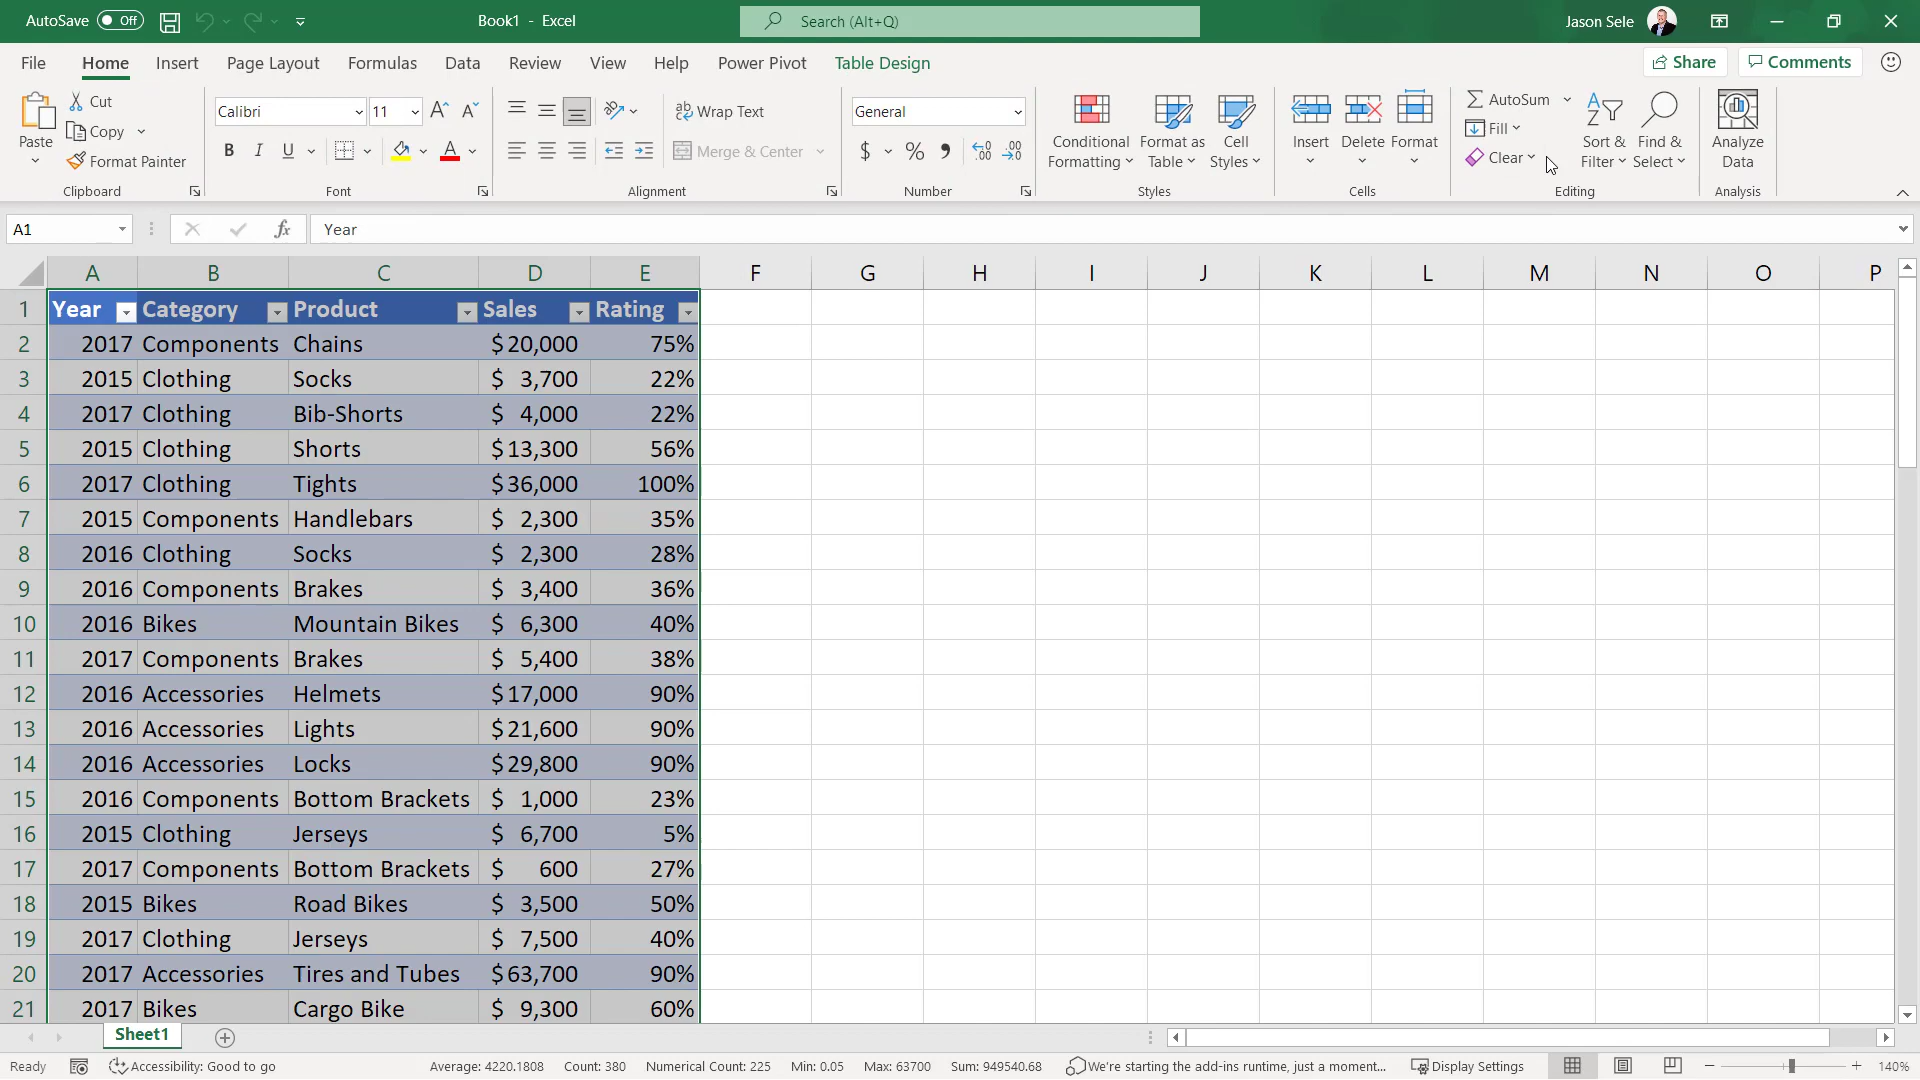 AutoSave Off Book1 - Excel Search (Alt+Q) Jason Sele
File Home Insert Page Layout Formulas Data Review View Help Power Pivot Table Design Share Comments
Paste Cut Copy Format Painter Clipboard
Calibri 11 B I U A Font
ab Wrap Text Merge & Center Alignment
General $ % Number
Conditional Formatting Format as Table Cell Styles Styles
Insert Delete Format Cells
AutoSum Fill Clear Sort & Filter Find & Select Editing
Analyze Data Analysis
A1 fx Year
A B C D E F G H I J K L M N O P
1 Year Category Product Sales Rating
2 2017 Components Chains $ 20,000 75%
3 2015 Clothing Socks $ 3,700 22%
4 2017 Clothing Bib-Shorts $ 4,000 22%
5 2015 Clothing Shorts $ 13,300 56%
6 2017 Clothing Tights $ 36,000 100%
7 2015 Components Handlebars $ 2,300 35%
8 2016 Clothing Socks $ 2,300 28%
9 2016 Components Brakes $ 3,400 36%
10 2016 Bikes Mountain Bikes $ 6,300 40%
11 2017 Components Brakes $ 5,400 38%
12 2016 Accessories Helmets $ 17,000 90%
13 2016 Accessories Lights $ 21,600 90%
14 2016 Accessories Locks $ 29,800 90%
15 2016 Components Bottom Brackets $ 1,000 23%
16 2015 Clothing Jerseys $ 6,700 5%
17 2017 Components Bottom Brackets $ 600 27%
18 2015 Bikes Road Bikes $ 3,500 50%
19 2017 Clothing Jerseys $ 7,500 40%
20 2017 Accessories Tires and Tubes $ 63,700 90%
21 2017 Bikes Cargo Bike $ 9,300 60%
Sheet1
Ready Accessibility: Good to go Average: 4220.1808 Count: 380 Numerical Count: 225 Min: 0.05 Max: 63700 Sum: 949540.68 We're starting the add-ins runtime, just a moment... Display Settings 140%